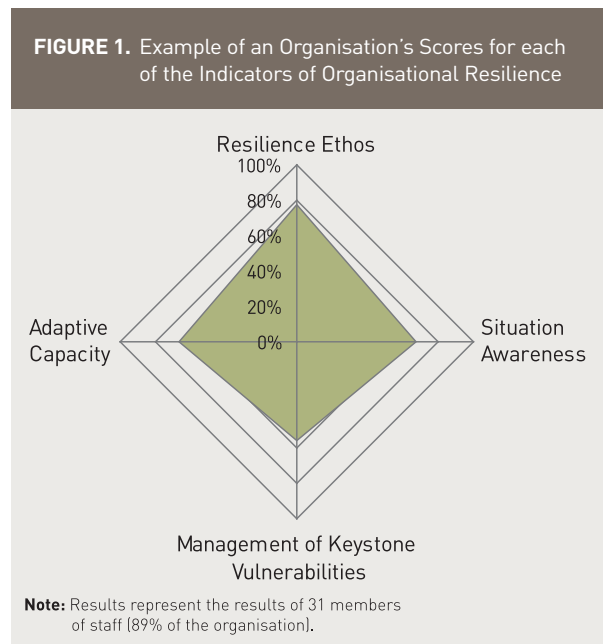 FIGURE 1. Example of an Organisation’s Scores for each
of the Indicators of Organisational Resilience
Resilience Ethos
100%
80%
60%
40%
20%
0%
Adaptive
Capacity
Situation
Awareness
Management of Keystone
Vulnerabilities
Note: Results represent the results of 31 members
of staff (89% of the organisation).